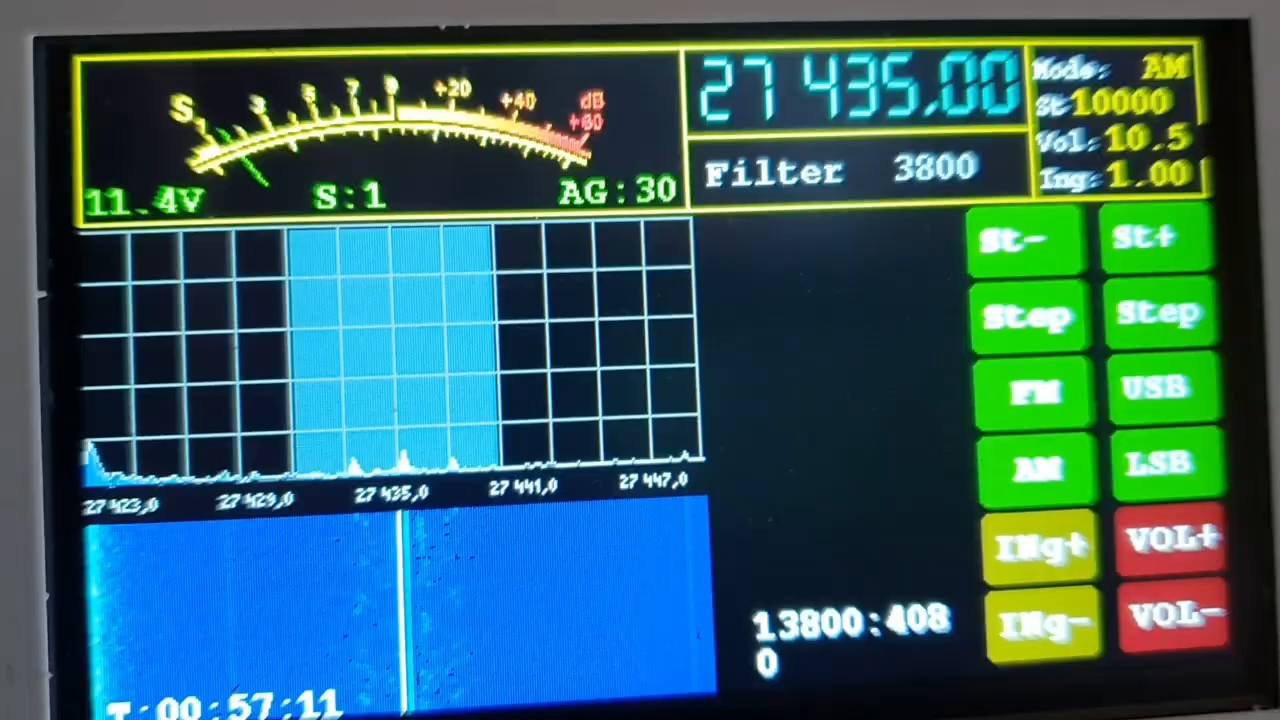 S 3 5 7 9 +20 +40 dB +60
11.4V S:1 AG:30
27 435.00
Filter 3800
Mode: AM
St 10000
Vol: 10.5
Ing: 1.00
St- St+
Step Step
FM USB
AM LSB
INg+ VOL+
INg- VOL-
27 423,0 27 429,0 27 435,0 27 441,0 27 447,0
13800:408
0
T:00:57:11